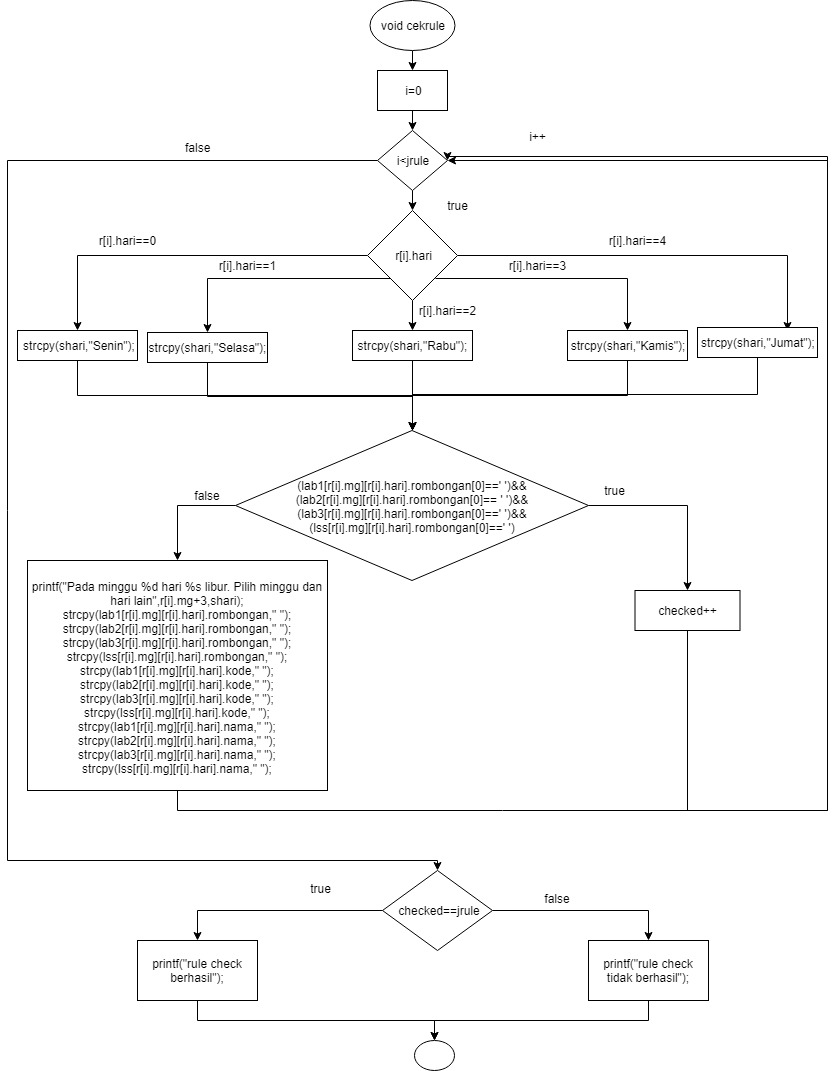 void cekrule
i=0
i++
false
i<jrule
true
r[i].hari==0
r[i].hari==4
r[i].hari
r[i].hari==1
r[i].hari==3
r[i].hari==2
strcpy(shari,"Senin");
strcpy(shari,"Selasa");
strcpy(shari,"Rabu");
strcpy(shari,"Kamis");
strcpy(shari,"Jumat");
(lab1[r[i].mg][r[i].hari).rombongan[0]==' ')&&
(lab2[r[i].mg][r[i].hari).rombongan[0]== ' ')&&
(lab3[r[i].mg][r[i].hari).rombongan[0]==' ')&&
(lss[r[i].mg][r[i].hari).rombongan[0]==' ')
false
true
printf("Pada minggu %d hari %s libur. Pilih minggu dan
hari lain",r[i].mg+3,shari);
strcpy(lab1[r[i].mg][r[i].hari).rombongan," ");
strcpy(lab2[r[i].mg][r[i].hari).rombongan," ");
strcpy(lab3[r[i].mg][r[i].hari).rombongan," ");
strcpy(lss[r[i].mg][r[i].hari).rombongan," ");
strcpy(lab1[r[i].mg][r[i].hari).kode," ");
strcpy(lab2[r[i].mg][r[i].hari).kode," ");
strcpy(lab3[r[i].mg][r[i].hari).kode," ");
strcpy(lss[r[i].mg][r[i].hari).kode," ");
strcpy(lab1[r[i].mg][r[i].hari).nama," ");
strcpy(lab2[r[i].mg][r[i].hari).nama," ");
strcpy(lab3[r[i].mg][r[i].hari).nama," ");
strcpy(lss[r[i].mg][r[i].hari).nama," ");
checked++
true
false
checked==jrule
printf("rule check
berhasil");
printf("rule check
tidak berhasil");